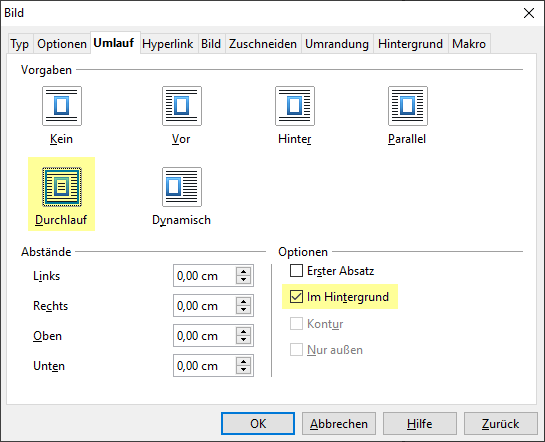 Bild
Typ Optionen Umlauf Hyperlink Bild Zuschneiden Umrandung Hintergrund Makro
Vorgaben
Kein Vor Hinter Parallel
Durchlauf Dynamisch
Abstände
Links 0,00 cm
Rechts 0,00 cm
Oben 0,00 cm
Unten 0,00 cm
Optionen
Erster Absatz
Im Hintergrund
Kontur
Nur außen
OK Abbrechen Hilfe Zurück